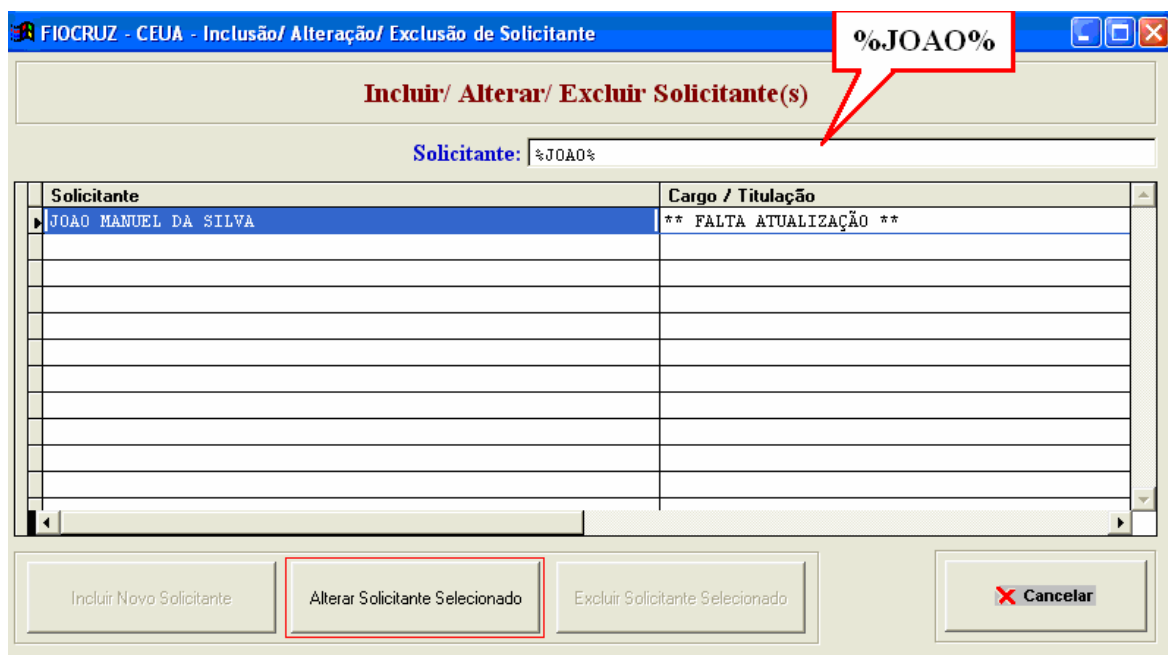 FIOCRUZ - CEUA - Inclusão/ Alteração/ Exclusão de Solicitante
%JOAO%
Incluir/ Alterar/ Excluir Solicitante(s)
Solicitante: %JOAO%
Solicitante Cargo / Titulação
JOAO MANUEL DA SILVA ** FALTA ATUALIZAÇÃO **
Incluir Novo Solicitante Alterar Solicitante Selecionado Excluir Solicitante Selecionado Cancelar